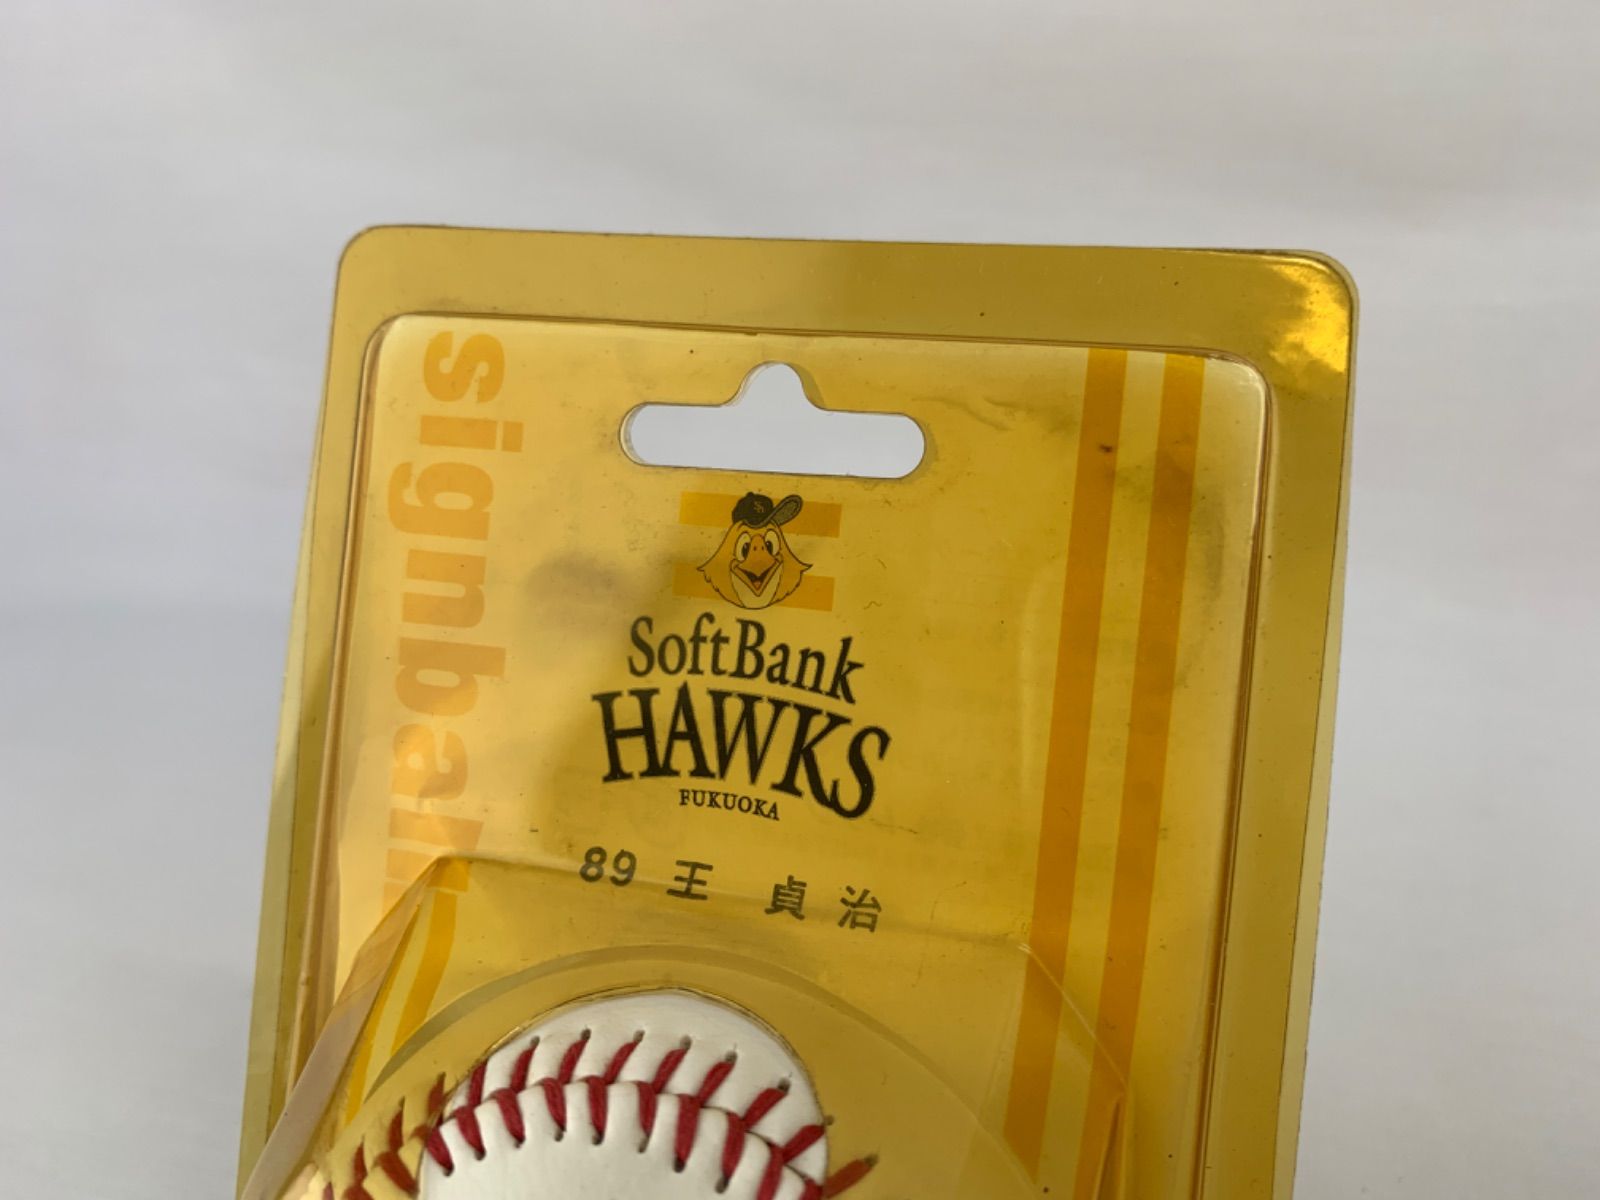 signball
SoftBank
HAWKS
FUKUOKA
89 王 貞 治